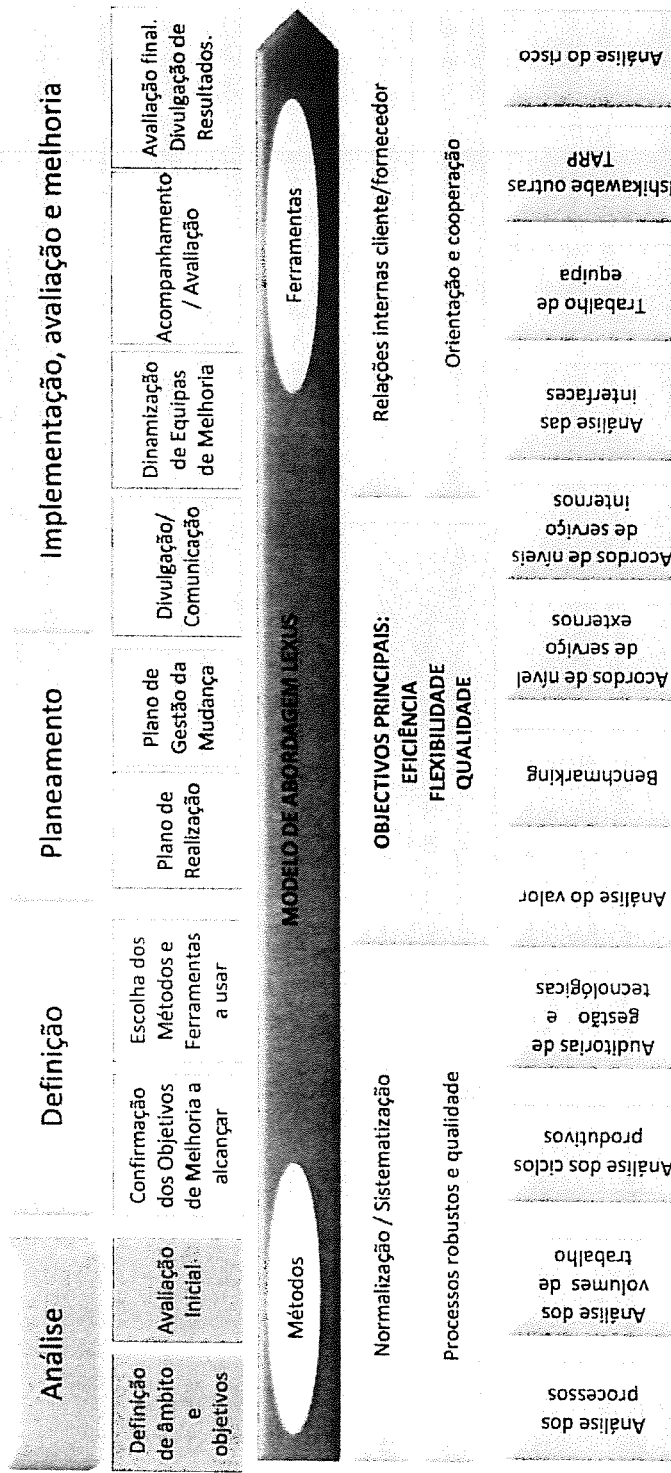 Análise
Definição
Planeamento
Implementação, avaliação e melhoria
Definição
de âmbito
e
objetivos
Avaliação
Inicial
Confirmação
dos Objetivos
de Melhoria a
alcançar
Escolha dos
Métodos e
Ferramentas
a usar
Plano de
Realização
Plano de
Gestão da
Mudança
Divulgação/
Comunicação
Dinamização
de Equipas
de Melhoria
Acompanhamento
/ Avaliação
Avaliação final.
Divulgação de
Resultados.
Métodos
MODELO DE ABORDAGEM LEXUS
Ferramentas
Normalização / Sistematização
Processos robustos e qualidade
OBJECTIVOS PRINCIPAIS:
EFICIÊNCIA
FLEXIBILIDADE
QUALIDADE
Relações internas cliente/fornecedor
Orientação e cooperação
Análise dos
processos
Análise dos
volumes de
trabalho
Análise dos ciclos
produtivos
Auditorias de
gestão e
tecnológicas
Análise do valor
Benchmarking
Acordos de nível
de serviço
externos
Acordos de níveis
de serviço
internos
Análise das
interfaces
Trabalho de
equipa
Ishikawabe outras
TARP
Análise do risco